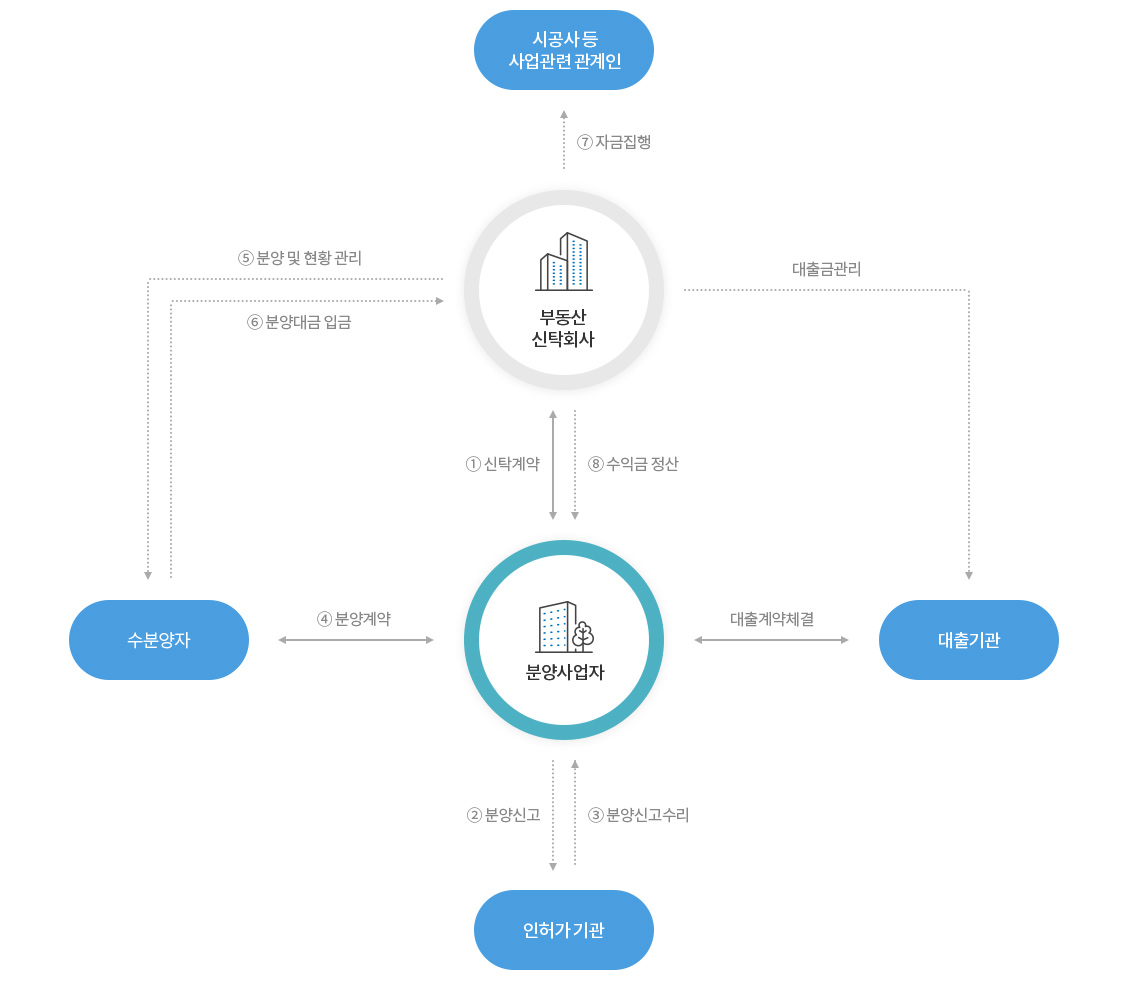 시공사 등
사업관련 관계인
⑦ 자금집행
⑤ 분양 및 현황 관리
대출금관리
⑥ 분양대금 입금
부동산
신탁회사
① 신탁계약
⑧ 수익금 정산
수분양자
④ 분양계약
분양사업자
대출계약체결
대출기관
② 분양신고
③ 분양신고수리
인허가 기관